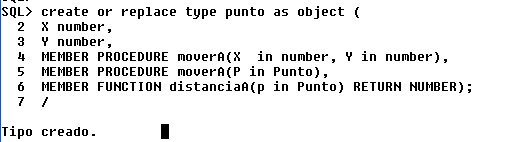 SQL> create or replace type punto as object (
2 X number,
3 Y number,
4 MEMBER PROCEDURE moverA(X  in number, Y in number),
5 MEMBER PROCEDURE moverA(P in Punto),
6 MEMBER FUNCTION distanciaA(p in Punto) RETURN NUMBER);
7 /
Tipo creado.